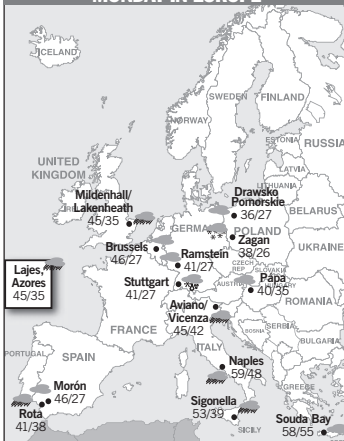 MONDAY IN EUROPE
ICELAND
SWEDEN
FINLAND
NORWAY
ESTONIA
RUSSIA
LATVIA
LITHUANIA
UNITED
KINGDOM
Mildenhall/
Lakenheath
45/35
Drawsko
Pomorskie
36/27
BELARUS
GERMANY
POLAND
Zagan
38/26
Brussels
46/27
Ramstein
41/27
UKRAINE
CZECH
REP
SLOVAKIA
Lajes,
Azores
45/35
Stuttgart
41/27
AUSTRIA
HUNGARY
Pápa
40/35
Aviano/
Vicenza
45/42
ROMANIA
FRANCE
BOSNIA
SERBIA
BULGARIA
ITALY
PORTUGAL
SPAIN
Naples
59/48
Morón
46/27
GREECE
Rota
41/38
Sigonella
53/39
SICILY
Souda Bay
58/55